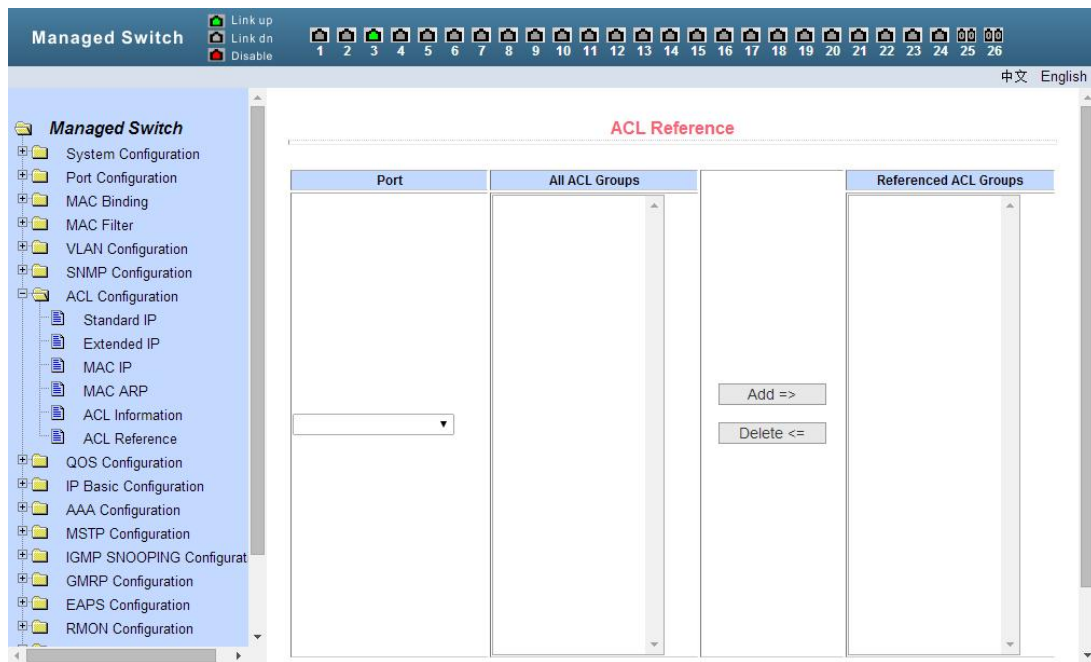 Managed Switch
Link up
Link dn
Disable
1 2 3 4 5 6 7 8 9 10 11 12 13 14 15 16 17 18 19 20 21 22 23 24 25 26
中文 English
Managed Switch
System Configuration
Port Configuration
MAC Binding
MAC Filter
VLAN Configuration
SNMP Configuration
ACL Configuration
Standard IP
Extended IP
MAC IP
MAC ARP
ACL Information
ACL Reference
QOS Configuration
IP Basic Configuration
AAA Configuration
MSTP Configuration
IGMP SNOOPING Configurat
GMRP Configuration
EAPS Configuration
RMON Configuration
ACL Reference
Port
All ACL Groups
Referenced ACL Groups
Add =>
Delete <=